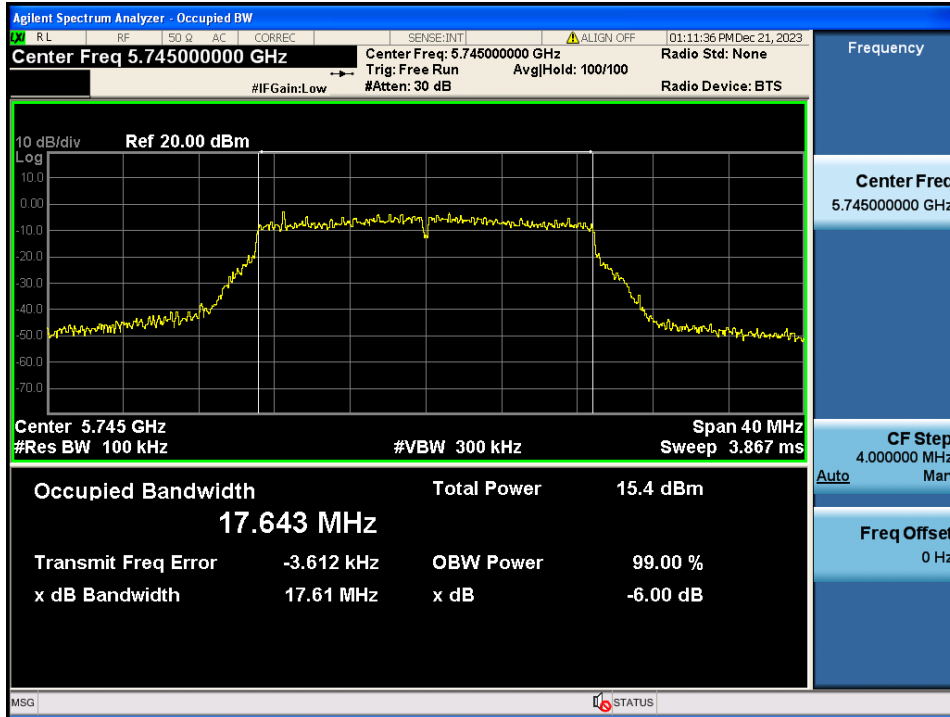 Agilent Spectrum Analyzer - Occupied BW
LXI RL RF 50 Ω AC CORREC SENSE:INT ALIGN OFF 01:11:36 PM Dec 21, 2023
Center Freq 5.745000000 GHz
Center Freq: 5.745000000 GHz Radio Std: None
Trig: Free Run Avg|Hold: 100/100
#IFGain:Low #Atten: 30 dB Radio Device: BTS
10 dB/div Ref 20.00 dBm
Log
10.0
0.00
-10.0
-20.0
-30.0
-40.0
-50.0
-60.0
-70.0
Center 5.745 GHz Span 40 MHz
#Res BW 100 kHz #VBW 300 kHz Sweep 3.867 ms
Occupied Bandwidth Total Power 15.4 dBm
17.643 MHz
Transmit Freq Error -3.612 kHz OBW Power 99.00 %
x dB Bandwidth 17.61 MHz x dB -6.00 dB
Frequency
Center Freq
5.745000000 GHz
CF Step
4.000000 MHz
Auto Man
Freq Offset
0 Hz
MSG STATUS